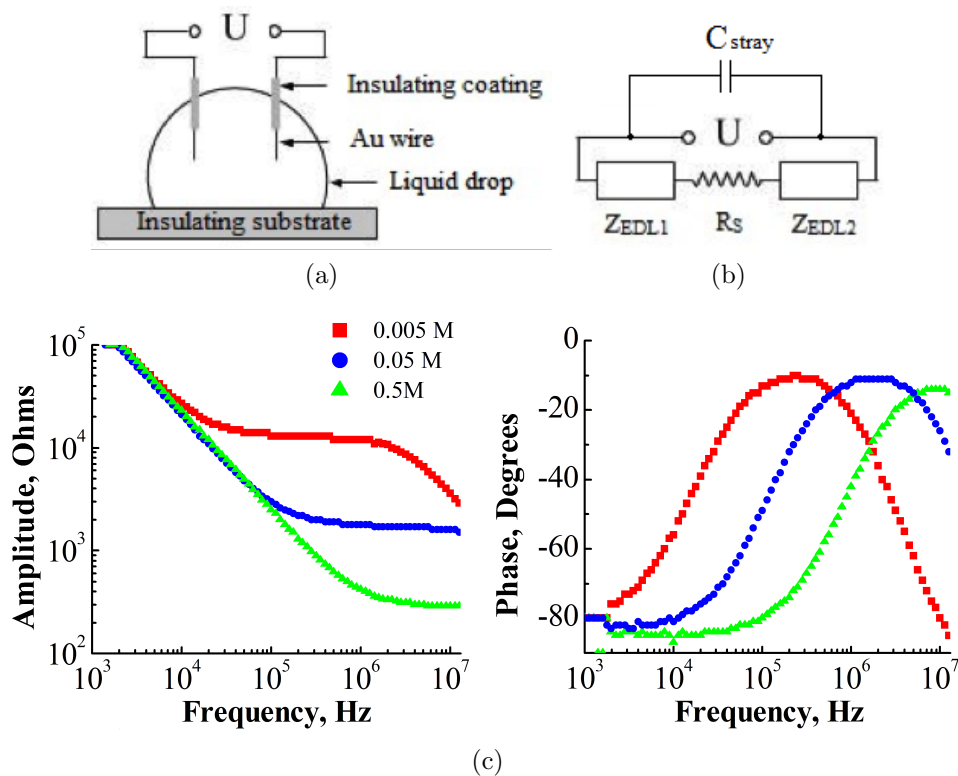 U
Insulating coating
Au wire
Liquid drop
Insulating substrate
(a)
C stray
U
ZEDL1 RS ZEDL2
(b)
0.005 M
0.05 M
0.5M
10^5
10^4
10^3
10^2
10^3 10^4 10^5 10^6 10^7
Amplitude, Ohms
Frequency, Hz
0
-20
-40
-60
-80
10^3 10^4 10^5 10^6 10^7
Phase, Degrees
Frequency, Hz
(c)